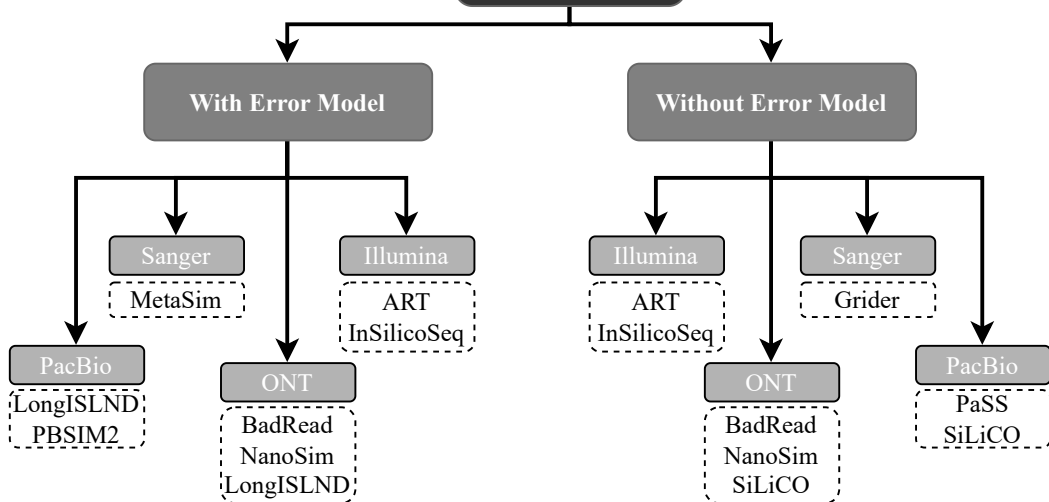 With Error Model
Without Error Model
Sanger
MetaSim
Illumina
ART
InSilicoSeq
PacBio
LongISLND
PBSIM2
ONT
BadRead
NanoSim
LongISLND
Illumina
ART
InSilicoSeq
Sanger
Grider
ONT
BadRead
NanoSim
SiLiCO
PacBio
PaSS
SiLiCO